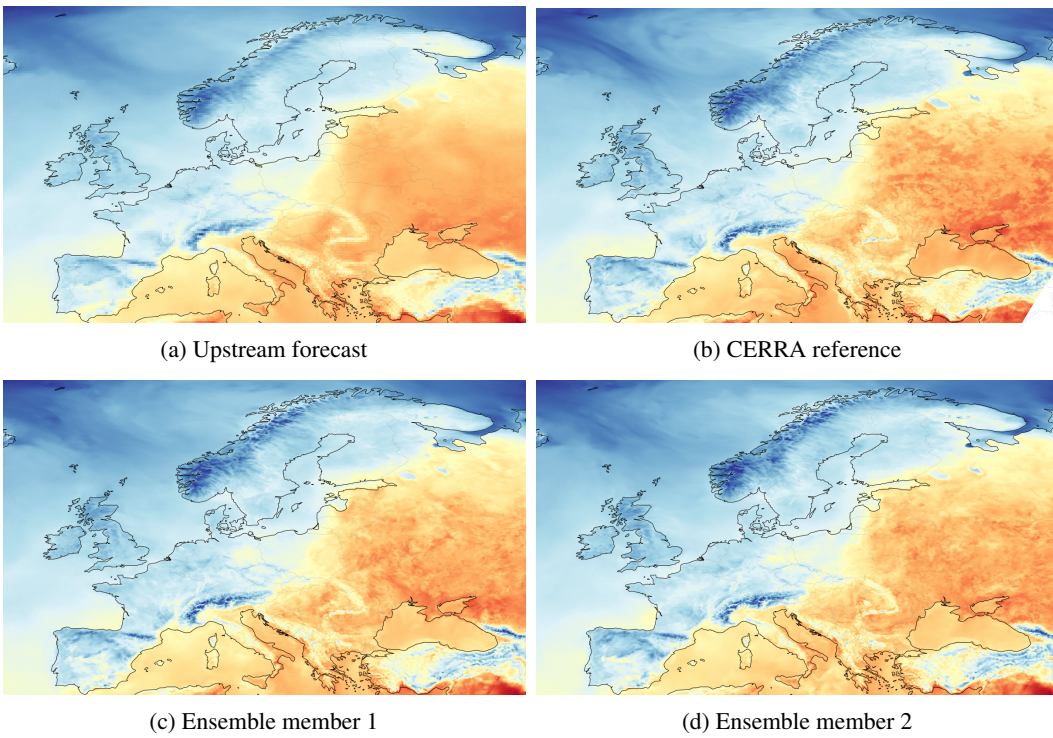 (a) Upstream forecast
(b) CERRA reference
(c) Ensemble member 1
(d) Ensemble member 2